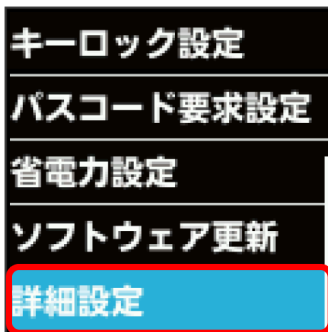 キーロック設定
パスコード要求設定
省電力設定
ソフトウェア更新
詳細設定